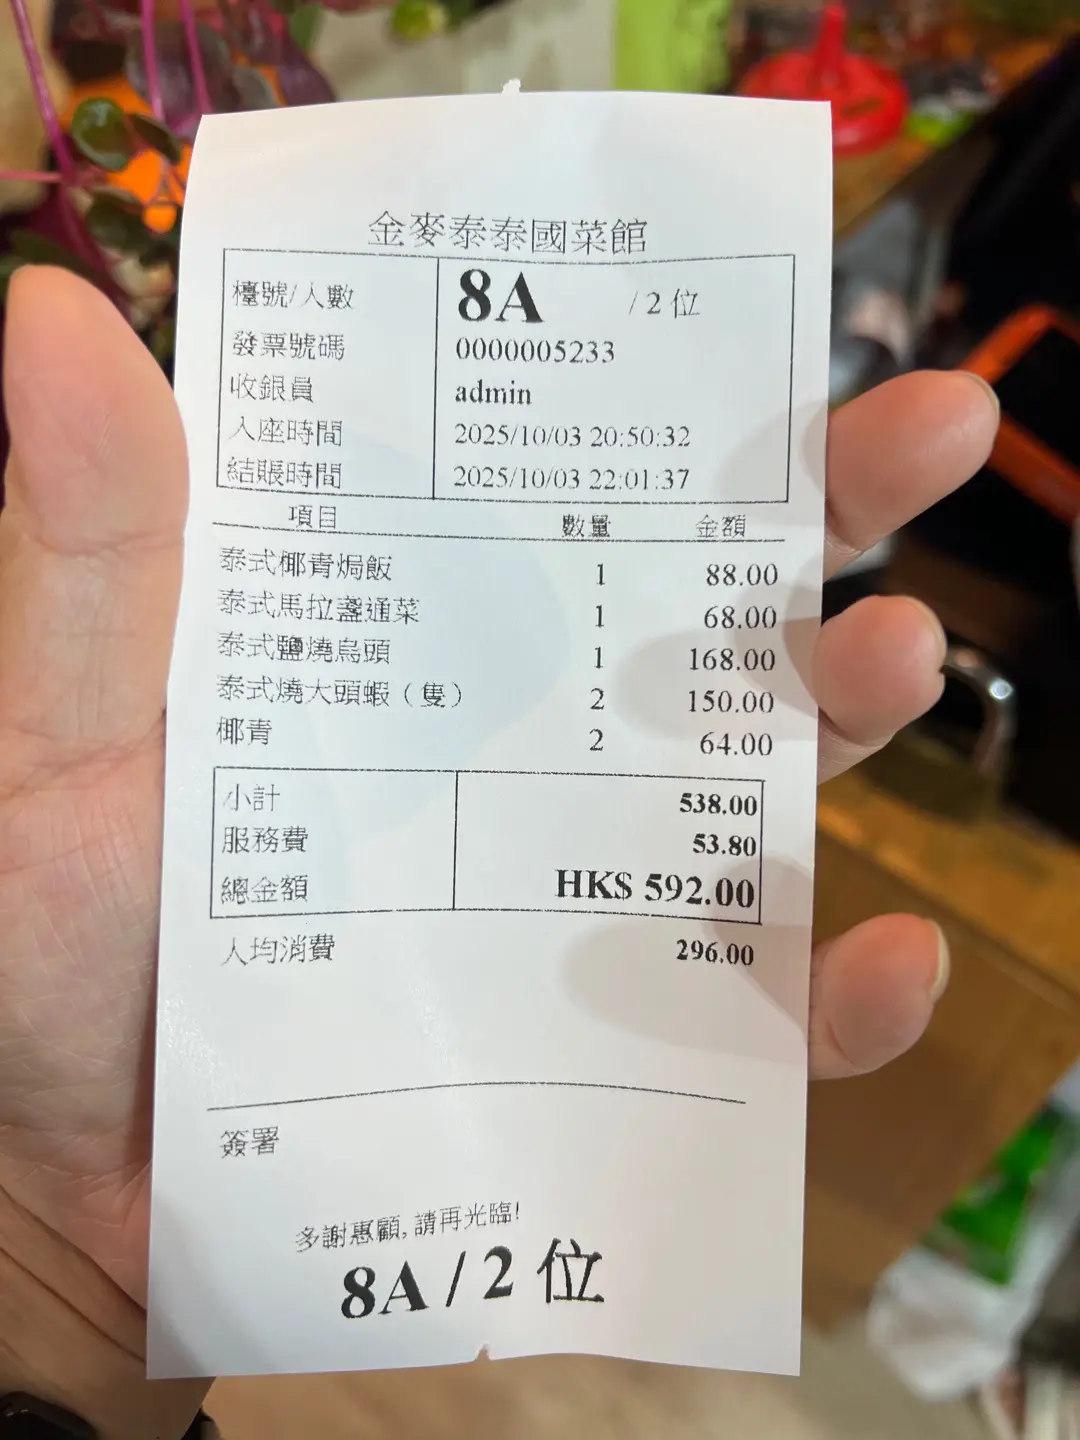 金麥泰泰國菜館
檯號/人數 8A / 2 位
發票號碼 0000005233
收銀員 admin
入座時間 2025/10/03 20:50:32
結賬時間 2025/10/03 22:01:37
項目 數量 金額
泰式椰青焗飯 1 88.00
泰式馬拉盞通菜 1 68.00
泰式鹽燒烏頭 1 168.00
泰式燒大頭蝦（隻） 2 150.00
椰青 2 64.00
小計 538.00
服務費 53.80
總金額 HK$ 592.00
人均消費 296.00
簽署
多謝惠顧, 請再光臨!
8A / 2 位